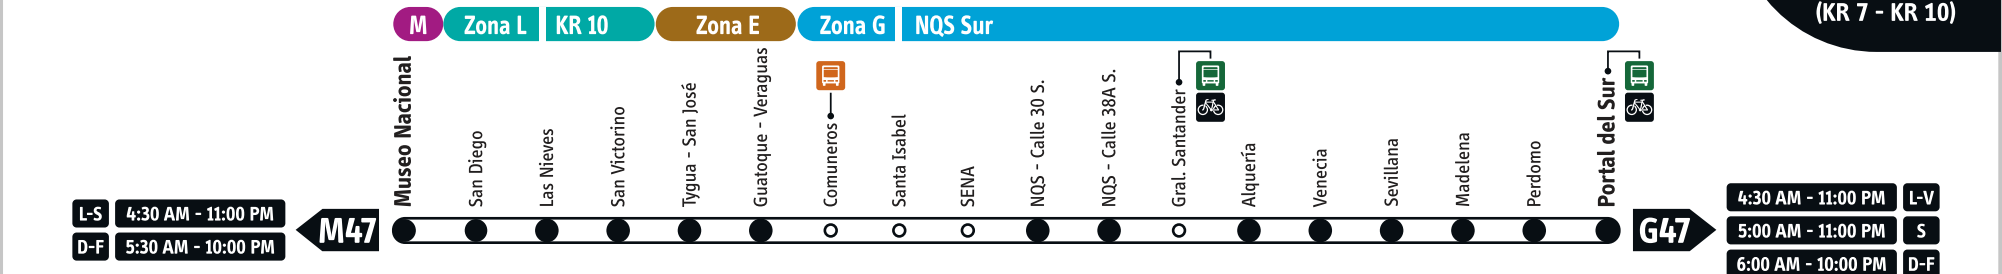 (KR 7 - KR 10)
M
Zona L
KR 10
Zona E
Zona G
NQS Sur
Museo Nacional
San Diego
Las Nieves
San Victorino
Tygua - San José
Guatoque - Veraguas
Comuneros
Santa Isabel
SENA
NQS - Calle 30 S.
NQS - Calle 38A S.
Gral. Santander
Alquería
Venecia
Sevillana
Madelena
Perdomo
Portal del Sur
L-S 4:30 AM - 11:00 PM
D-F 5:30 AM - 10:00 PM
M47
G47
4:30 AM - 11:00 PM L-V
5:00 AM - 11:00 PM S
6:00 AM - 10:00 PM D-F